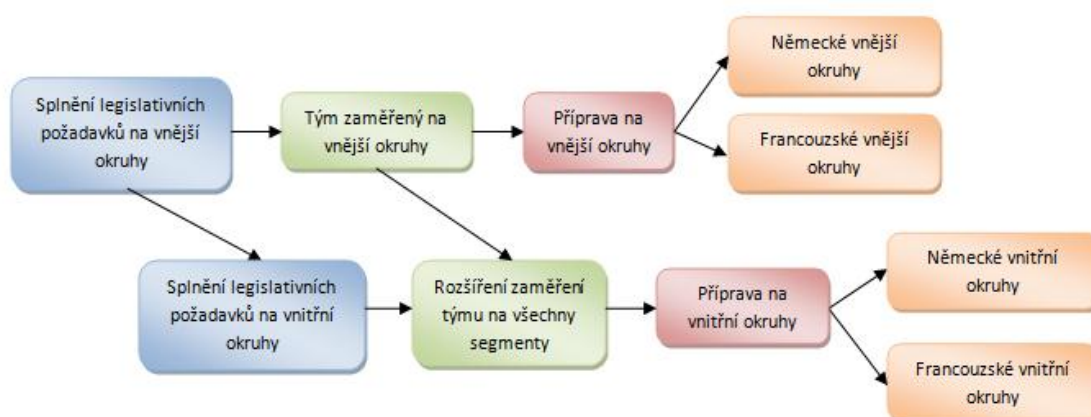 Splnění legislativních
požadavků na vnější
okruhy
Tým zaměřený na
vnější okruhy
Příprava na
vnější okruhy
Německé vnější
okruhy
Francouzské vnější
okruhy
Splnění legislativních
požadavků na vnitřní
okruhy
Rozšíření zaměření
týmu na všechny
segmenty
Příprava na
vnitřní okruhy
Německé vnitřní
okruhy
Francouzské vnitřní
okruhy